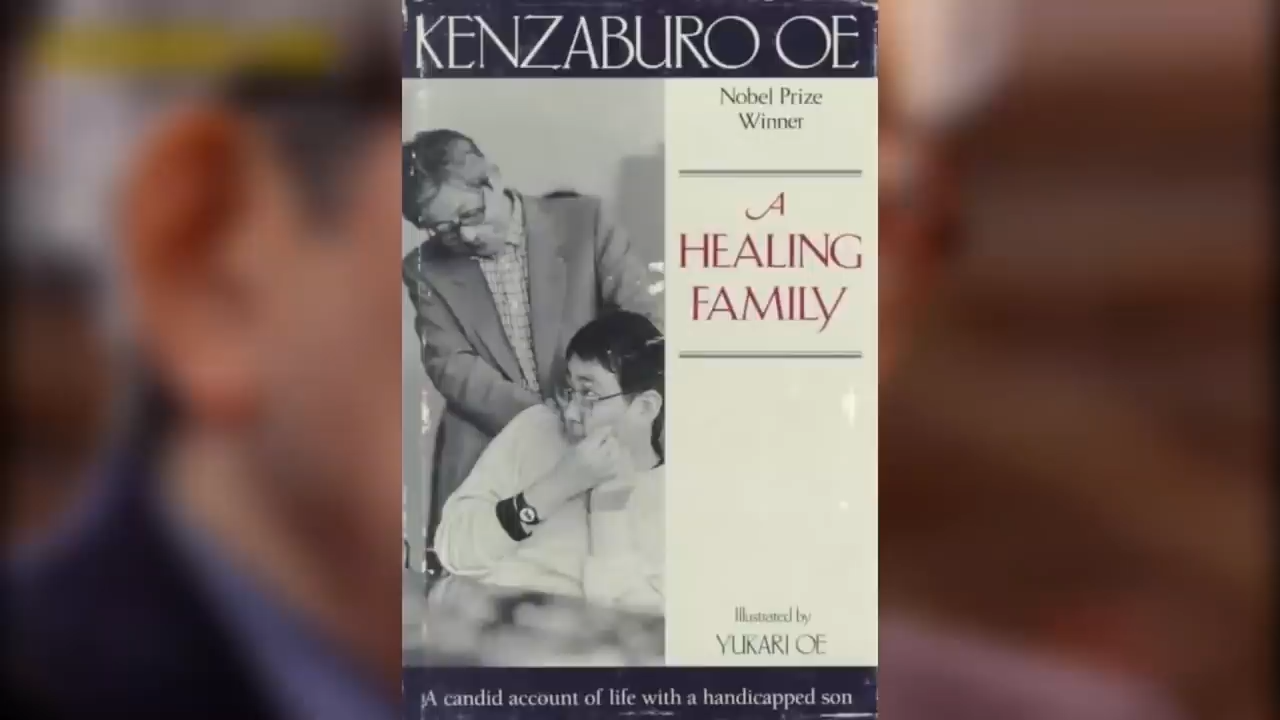 KENZABURO OE
Nobel Prize
Winner
A
HEALING
FAMILY
Illustrated by
YUKARI OE
A candid account of life with a handicapped son